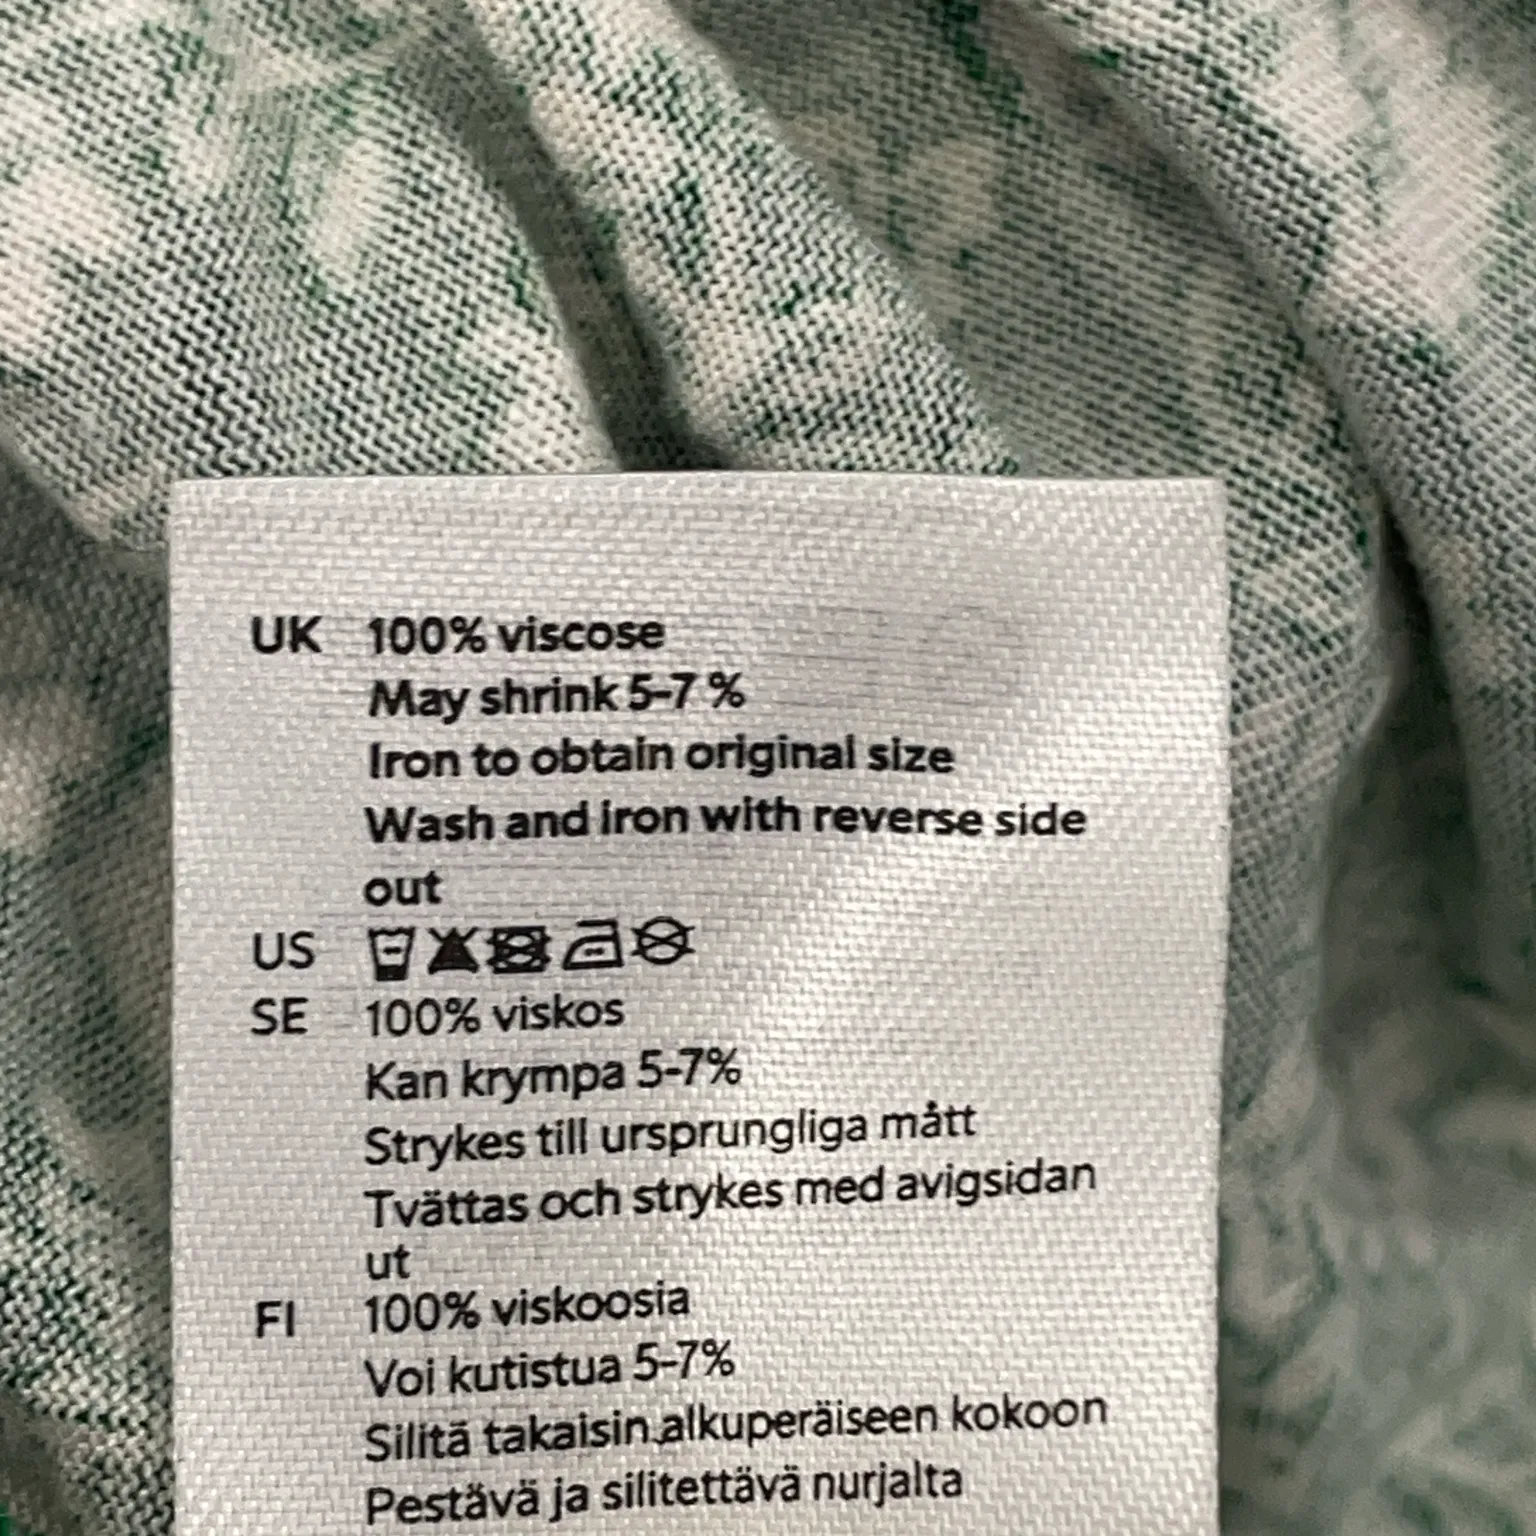 UK 100% viscose
May shrink 5-7 %
Iron to obtain original size
Wash and iron with reverse side
out
US
SE 100% viskos
Kan krympa 5-7%
Strykes till ursprungliga mått
Tvättas och strykes med avigsidan
ut
FI 100% viskoosia
Voi kutistua 5-7%
Silitä takaisin alkuperäiseen kokoon
Pestävä ja silitettävä nurjalta